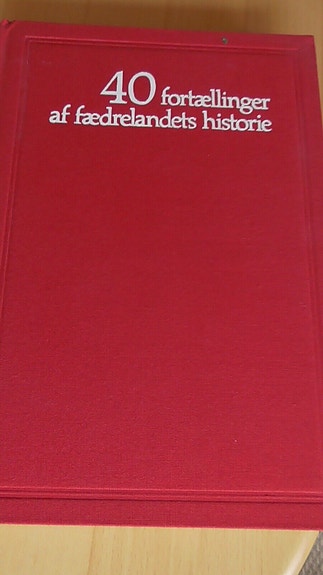 40 fortællinger
af fædrelandets historie